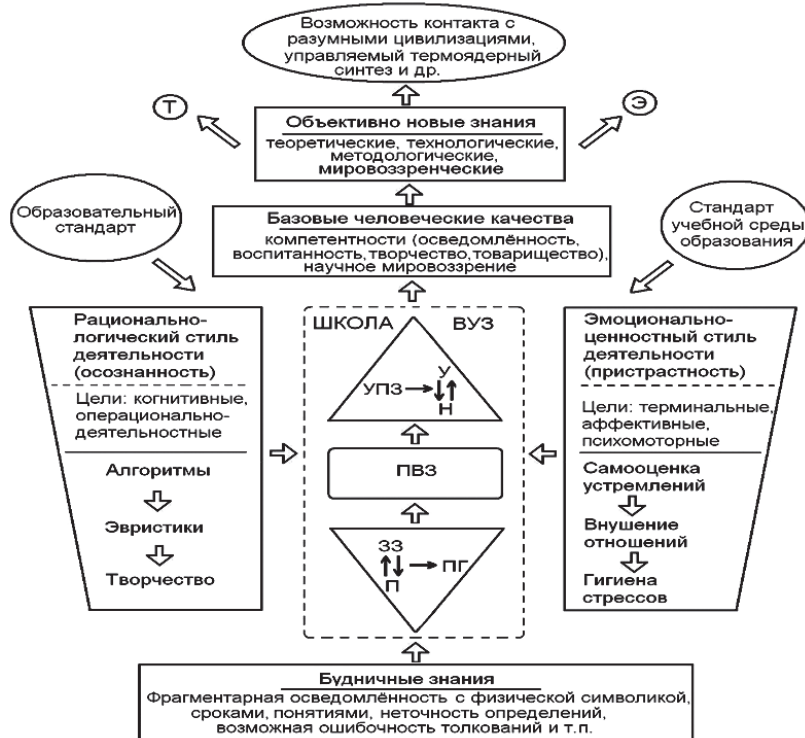 Возможность контакта с
разумными цивилизациями,
управляемый термоядерный
синтез и др.
Т
Э
Объективно новые знания
теоретические, технологические,
методологические,
мировоззренческие
Образовательный
стандарт
Базовые человеческие качества
компетентности (осведомлённость,
воспитанность, творчество, товарищество),
научное мировоззрение
Стандарт
учебной среды
образования
Рационально-
логический стиль
деятельности
(осознанность)
Цели: когнитивные,
операционально-
деятельностные
Алгоритмы
Эвристики
Творчество
ШКОЛА ВУЗ
УПЗ У
Н
ПВЗ
ЗЗ
П ПГ
Эмоционально-
ценностный стиль
деятельности
(пристрастность)
Цели: терминальные,
аффективные,
психомоторные
Самооценка
устремлений
Внушение
отношений
Гигиена
стрессов
Будничные знания
Фрагментарная осведомлённость с физической символикой,
сроками, понятиями, неточность определений,
возможная ошибочность толкований и т.п.